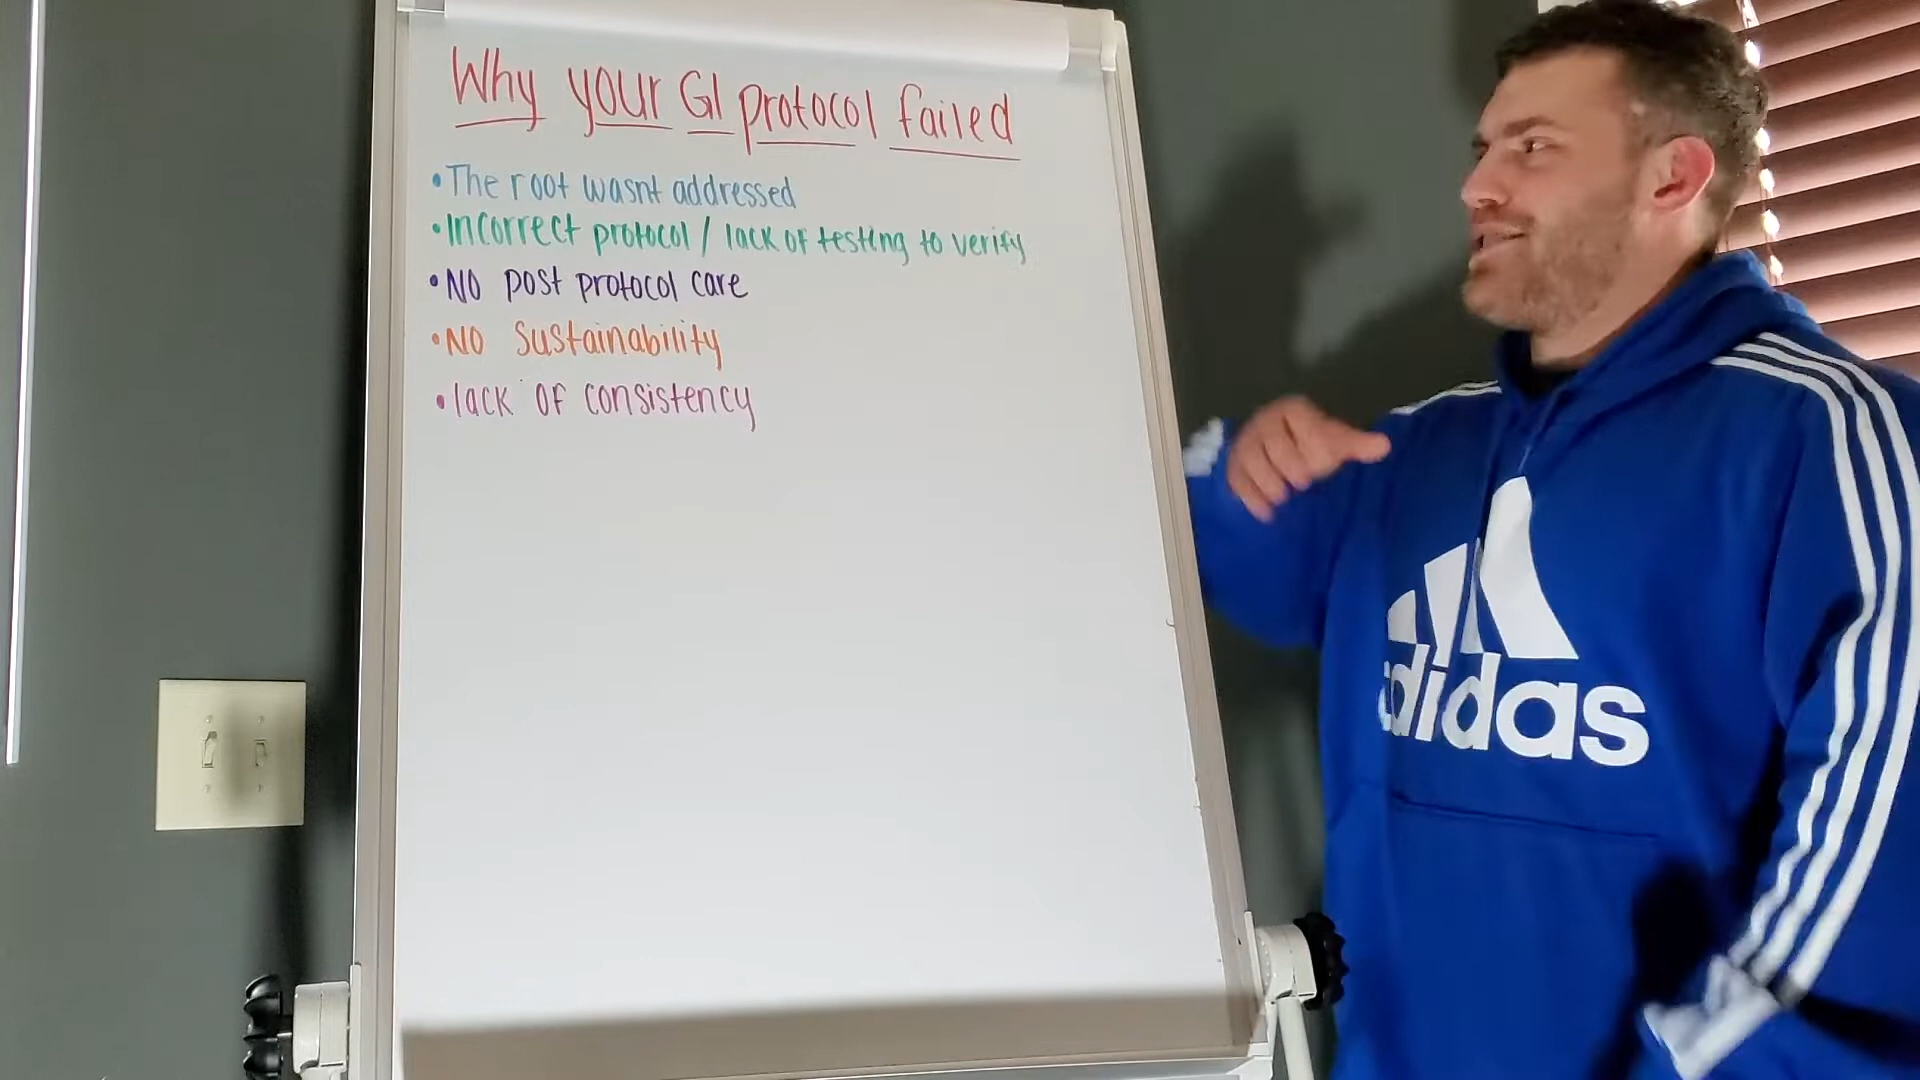 Why your GI protocol failed
• The root wasnt addressed
• Incorrect protocol / lack of testing to verify
• NO post protocol care
• NO sustainability
• lack of consistency
adidas